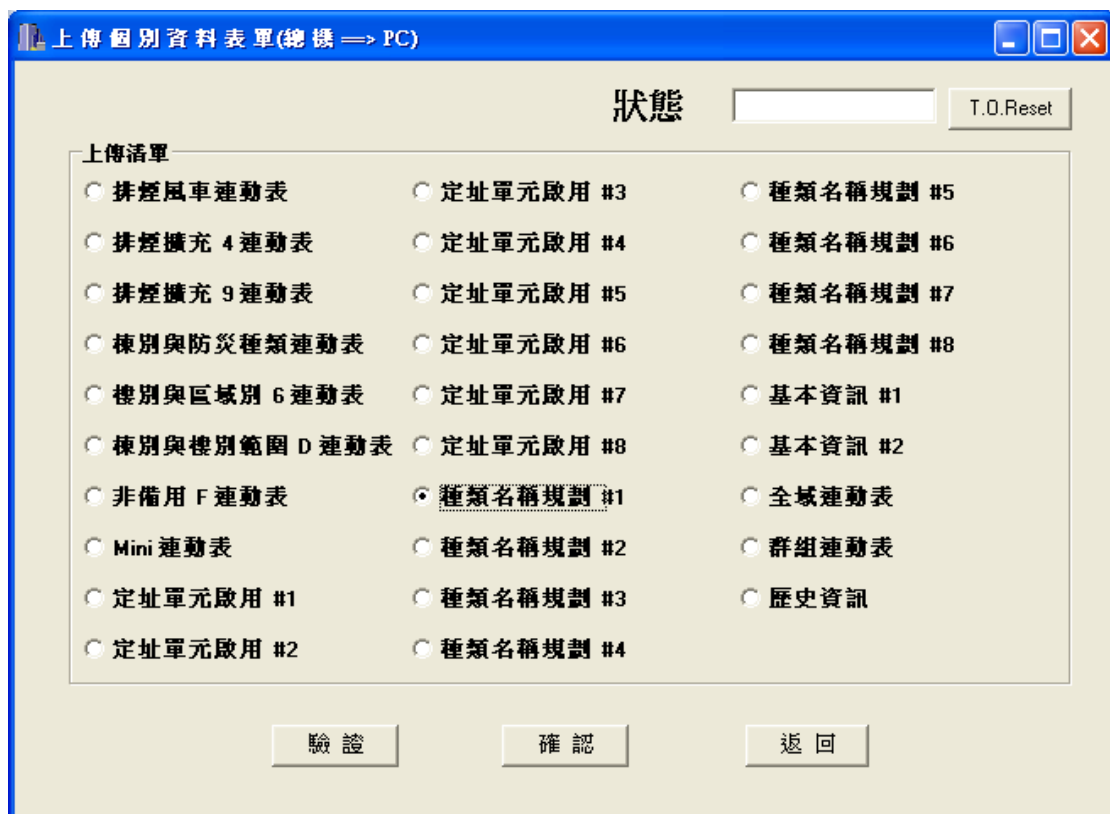 上傳個別資料表單(總機 ==> PC)
狀態
T.O.Reset
上傳清單
排煙風車連動表
排煙擴充 4 連動表
排煙擴充 9 連動表
棟別與防災種類連動表
樓別與區域別 6 連動表
棟別與樓別範圍 D 連動表
非備用 F 連動表
Mini 連動表
定址單元啟用 #1
定址單元啟用 #2
定址單元啟用 #3
定址單元啟用 #4
定址單元啟用 #5
定址單元啟用 #6
定址單元啟用 #7
定址單元啟用 #8
種類名稱規劃 #1
種類名稱規劃 #2
種類名稱規劃 #3
種類名稱規劃 #4
種類名稱規劃 #5
種類名稱規劃 #6
種類名稱規劃 #7
種類名稱規劃 #8
基本資訊 #1
基本資訊 #2
全域連動表
群組連動表
歷史資訊
驗 證
確 認
返 回